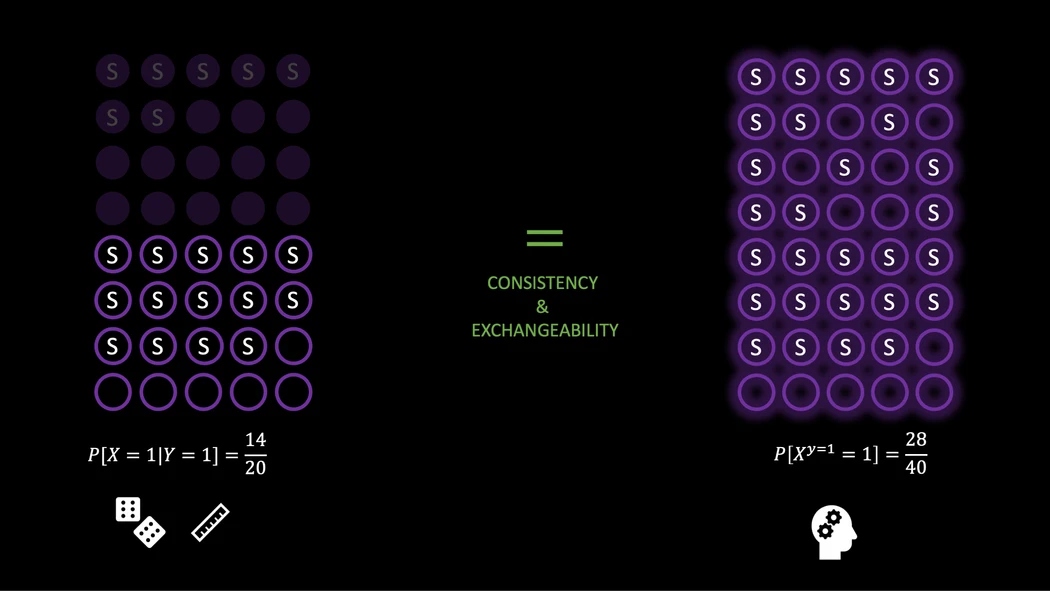 S S S S S
S S
S S S S S
S S S S S
S S S S
P[X = 1|Y = 1] = 14/20
=
CONSISTENCY
&
EXCHANGEABILITY
S S S S S
S S S
S S S
S S S
S S S S S
S S S S S
S S S S
P[X^{y=1} = 1] = 28/40